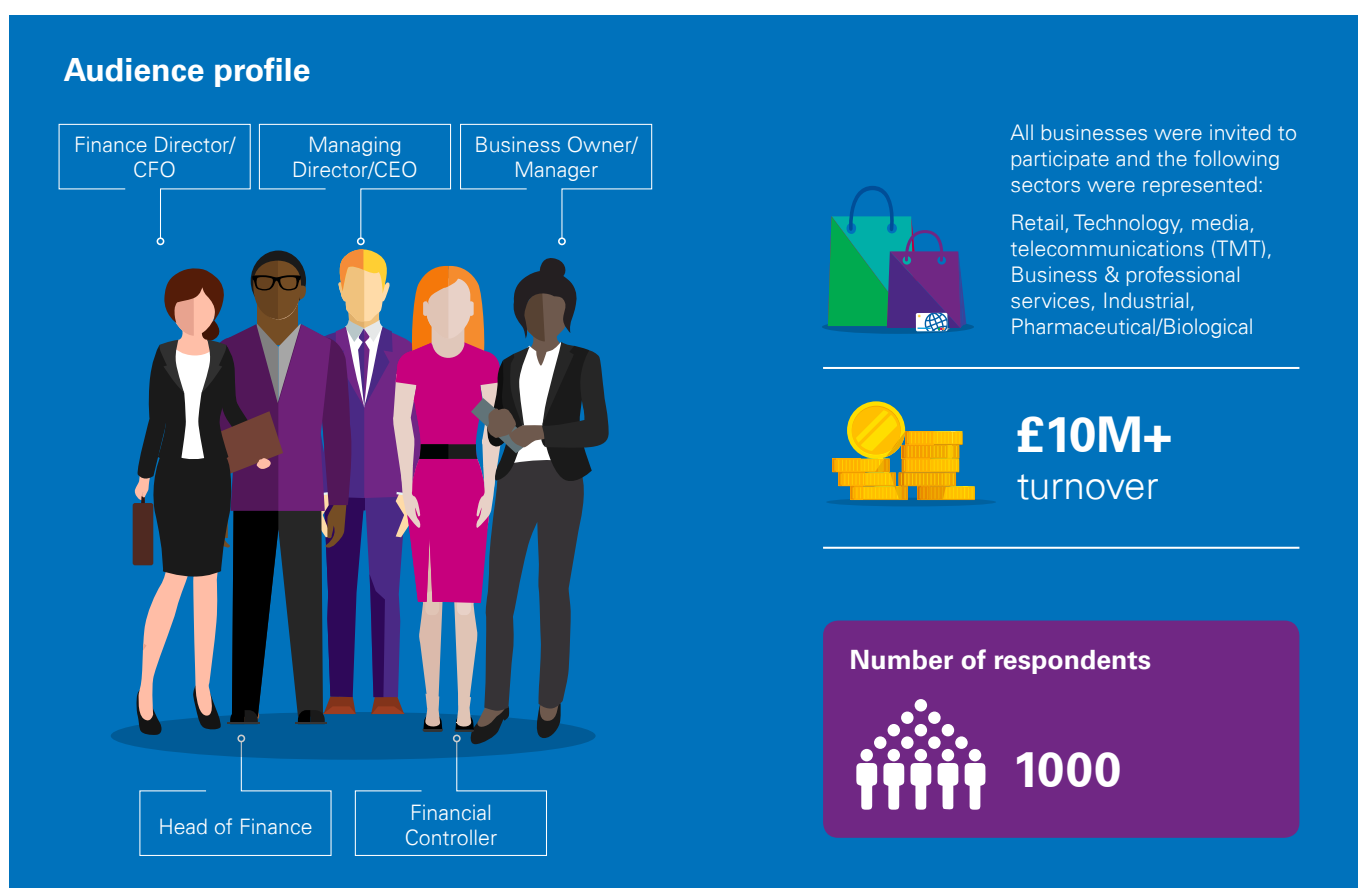 Audience profile
Finance Director/
CFO
Managing
Director/CEO
Business Owner/
Manager
Head of Finance
Financial
Controller
All businesses were invited to
participate and the following
sectors were represented:
Retail, Technology, media,
telecommunications (TMT),
Business & professional
services, Industrial,
Pharmaceutical/Biological
£10M+
turnover
Number of respondents
1000